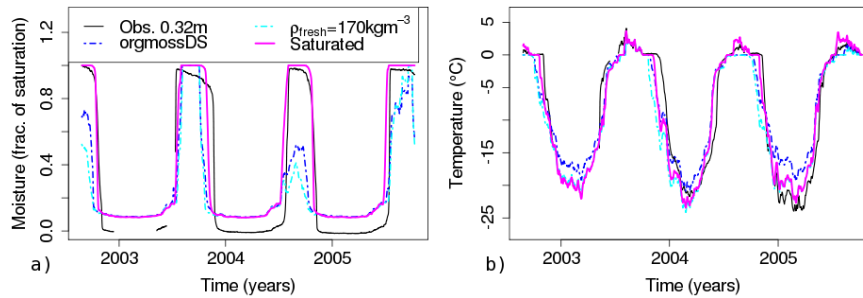 Obs. 0.32m
orgmossDS
ρfresh=170kgm−3
Saturated
Moisture (frac. of saturation)
1.2
0.8
0.4
0.0
2003 2004 2005
a) Time (years)
Temperature (°C)
5
0
-5
-15
-25
2003 2004 2005
b) Time (years)